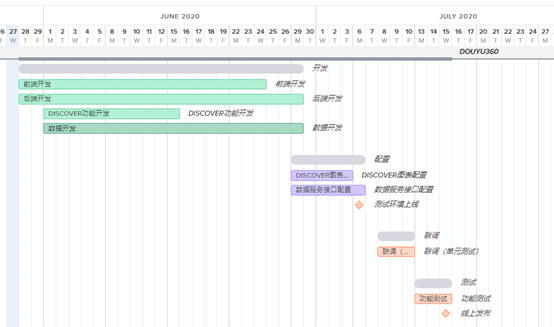 JUNE 2020 JULY 2020
26 27 28 29 1 2 3 4 5 8 9 10 11 12 15 16 17 18 19 22 23 24 25 26 29 30 1 2 3 6 7 8 9 10 13 14 15 16 17 20 21 22 23 24 27
T W T F M T W T F M T W T F M T W T F M T W T F M T W T F M T W T F M T W T F M T W T F M
DOUYU360
开发
前端开发 前端开发
后端开发 后端开发
DISCOVER功能开发 DISCOVER功能开发
数据开发 数据开发
配置
DISCOVER图表... DISCOVER图表配置
数据服务接口配置 数据服务接口配置
测试环境上线
联调
联调（... 联调（单元测试）
测试
功能测试 功能测试
线上发布